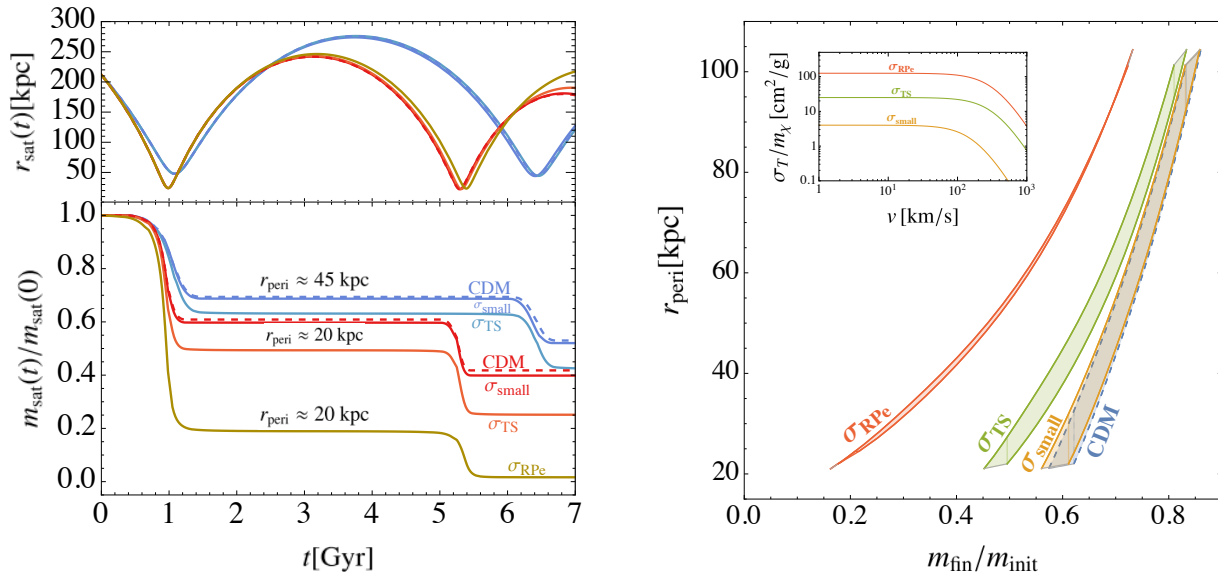 300
250
200
150
100
50
r_sat(t)[kpc]
1.0
0.8
0.6
0.4
0.2
0.0
m_sat(t)/m_sat(0)
r_peri ≈ 45 kpc
CDM
σ_small
σ_TS
r_peri ≈ 20 kpc
CDM
σ_small
σ_TS
r_peri ≈ 20 kpc
σ_RPe
0 1 2 3 4 5 6 7
t[Gyr]
100
80
60
40
20
r_peri[kpc]
σ_T/m_χ [cm²/g]
100
10
1
0.1
σ_RPe
σ_TS
σ_small
1 10¹ 10² 10³
v [km/s]
σ_RPe
σ_TS
σ_small
CDM
0.0 0.2 0.4 0.6 0.8
m_fin/m_init